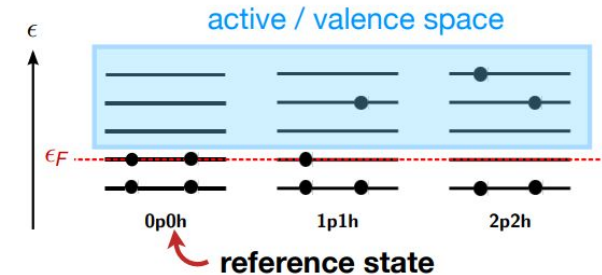 active / valence space
ϵ
ϵF
0p0h
1p1h
2p2h
reference state